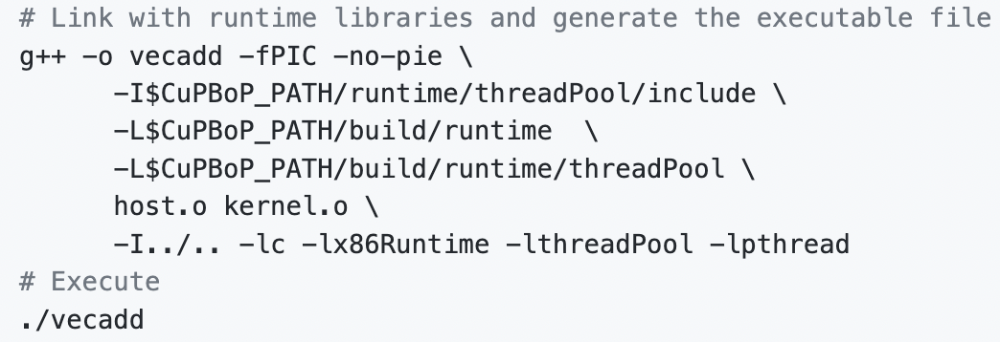 # Link with runtime libraries and generate the executable file
g++ -o vecadd -fPIC -no-pie \
      -I$CuPBoP_PATH/runtime/threadPool/include \
      -L$CuPBoP_PATH/build/runtime  \
      -L$CuPBoP_PATH/build/runtime/threadPool \
      host.o kernel.o \
      -I../.. -lc -lx86Runtime -lthreadPool -lpthread
# Execute
./vecadd